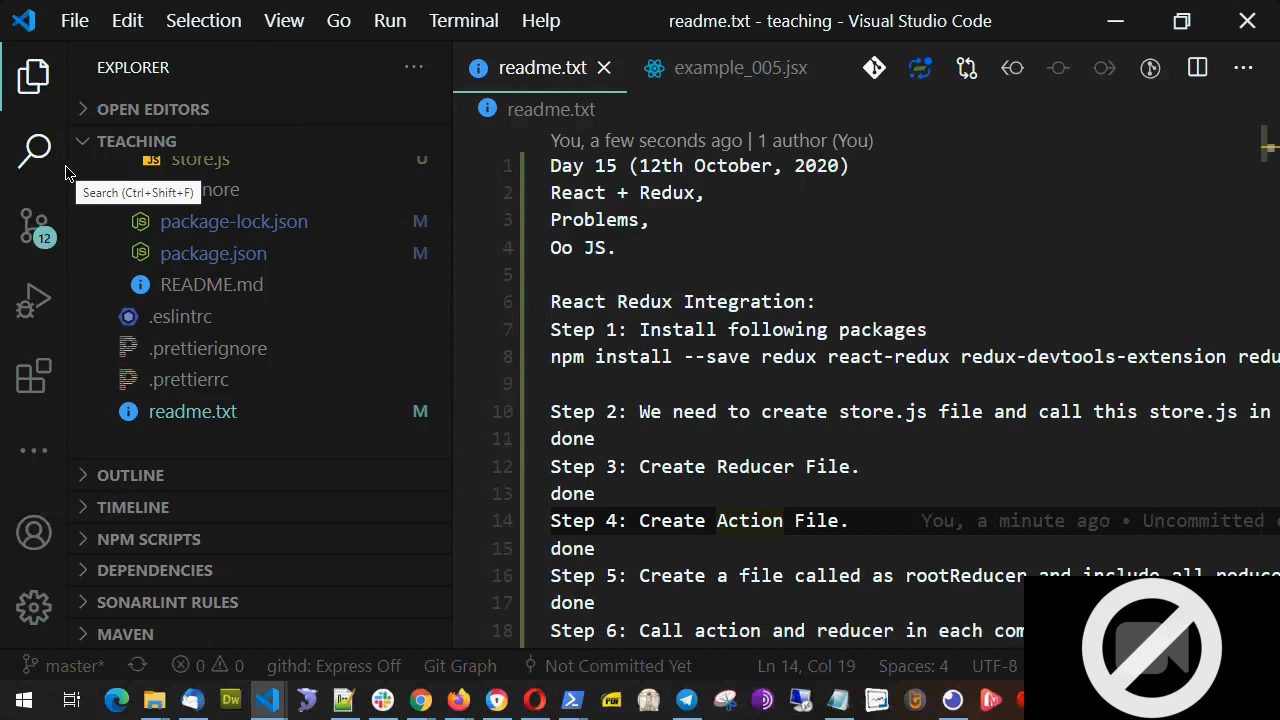 File Edit Selection View Go Run Terminal Help readme.txt - teaching - Visual Studio Code
EXPLORER
OPEN EDITORS
TEACHING
store.js U
Search (Ctrl+Shift+F)
nore
package-lock.json M
package.json M
README.md
.eslintrc
.prettierignore
.prettierrc
readme.txt M
OUTLINE
TIMELINE
NPM SCRIPTS
DEPENDENCIES
SONARLINT RULES
MAVEN
12
readme.txt example_005.jsx
readme.txt
You, a few seconds ago | 1 author (You)
1 Day 15 (12th October, 2020)
2 React + Redux,
3 Problems,
4 Oo JS.
5
6 React Redux Integration:
7 Step 1: Install following packages
8 npm install --save redux react-redux redux-devtools-extension redu
9
10 Step 2: We need to create store.js file and call this store.js in
11 done
12 Step 3: Create Reducer File.
13 done
14 Step 4: Create Action File. You, a minute ago • Uncommitted
15 done
16 Step 5: Create a file called as rootReducer and include all reduce
17 done
18 Step 6: Call action and reducer in each com
master* 0 0 githd: Express Off Git Graph Not Committed Yet Ln 14, Col 19 Spaces: 4 UTF-8
Dw